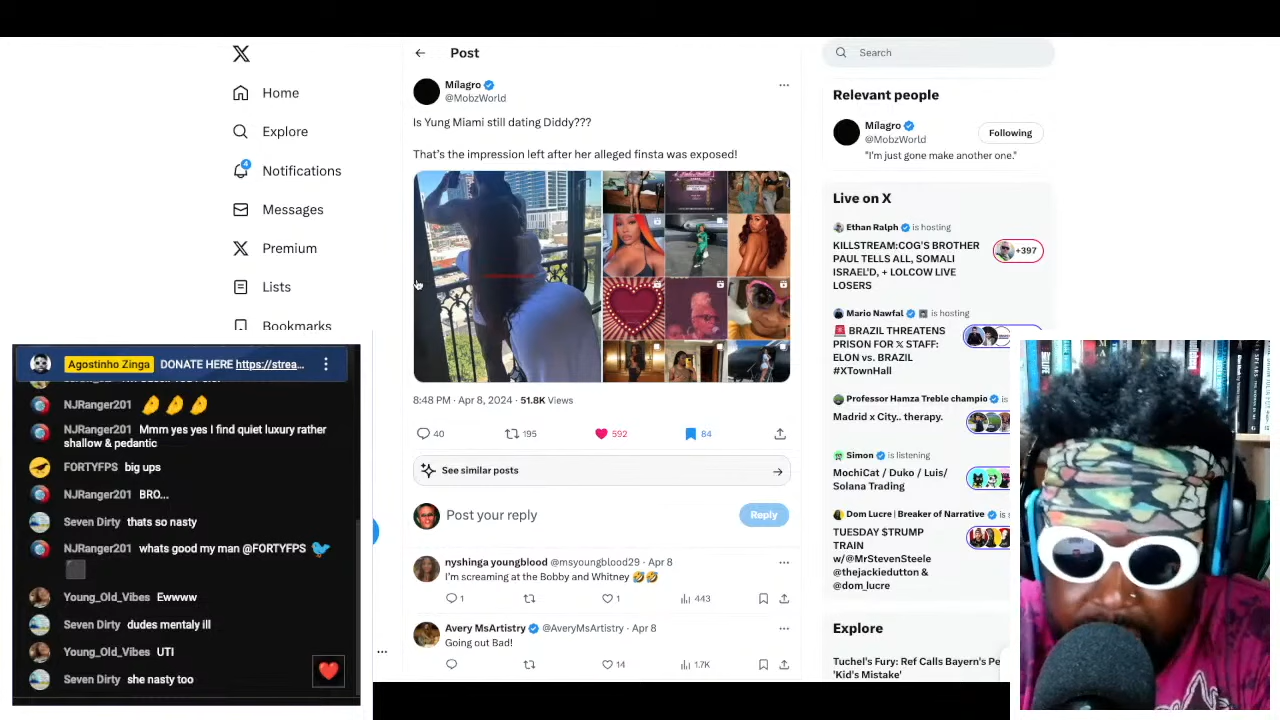 Home
Explore
Notifications
4
Messages
Premium
Lists
Bookmarks
Post
Mílagro
@MobzWorld
Is Yung Miami still dating Diddy???
That's the impression left after her alleged finsta was exposed!
8:48 PM · Apr 8, 2024 · 51.8K Views
40
195
592
84
See similar posts
Post your reply
Reply
nyshinga youngblood @msyoungblood29 · Apr 8
I'm screaming at the Bobby and Whitney 🤣🤣
1
1
443
Avery MsArtistry @AveryMsArtistry · Apr 8
Going out Bad!
14
1.7K
Search
Relevant people
Mílagro
@MobzWorld
Following
"I'm just gone make another one."
Live on X
Ethan Ralph is hosting
KILLSTREAM:COG'S BROTHER
PAUL TELLS ALL, SOMALI
ISRAEL'D, + LOLCOW LIVE
LOSERS
+397
Mario Nawfal is hosting
🚨 BRAZIL THREATENS
PRISON FOR 𝕏 STAFF:
ELON vs. BRAZIL
#XTownHall
Professor Hamza Treble champio is
Madrid x City.. therapy.
Simon is listening
MochiCat / Duko / Luis/
Solana Trading
Dom Lucre | Breaker of Narrative is
TUESDAY $TRUMP
TRAIN
w/@MrStevenSteele
@thejackiedutton &
@dom_lucre
Explore
Tuchel's Fury: Ref Calls Bayern's Pe
'Kid's Mistake'
Agostinho Zinga DONATE HERE https://strea...
NJRanger201 🤌🤌🤌
NJRanger201 Mmm yes yes I find quiet luxury rather
shallow & pedantic
FORTYFPS big ups
NJRanger201 BRO...
Seven Dirty thats so nasty
NJRanger201 whats good my man @FORTYFPS
Young_Old_Vibes Ewwww
Seven Dirty dudes mentaly ill
Young_Old_Vibes UTI
Seven Dirty she nasty too